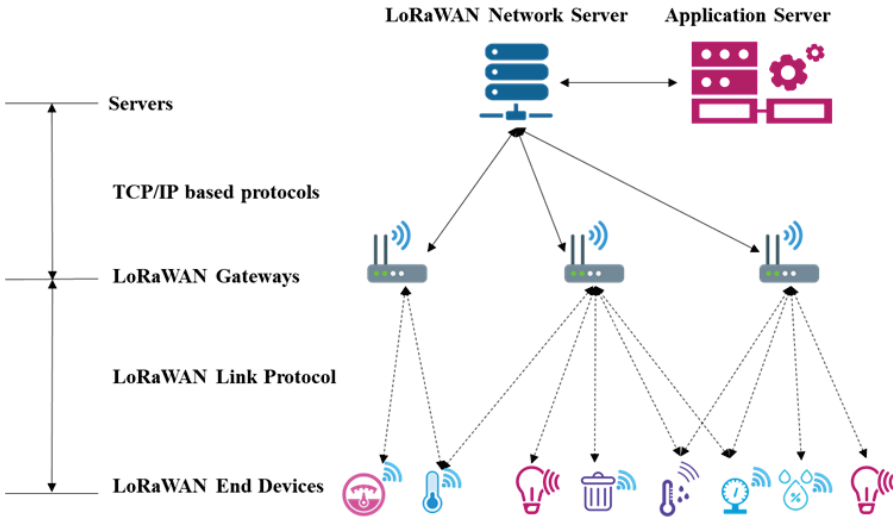 LoRaWAN Network Server
Application Server
Servers
TCP/IP based protocols
LoRaWAN Gateways
LoRaWAN Link Protocol
LoRaWAN End Devices
%